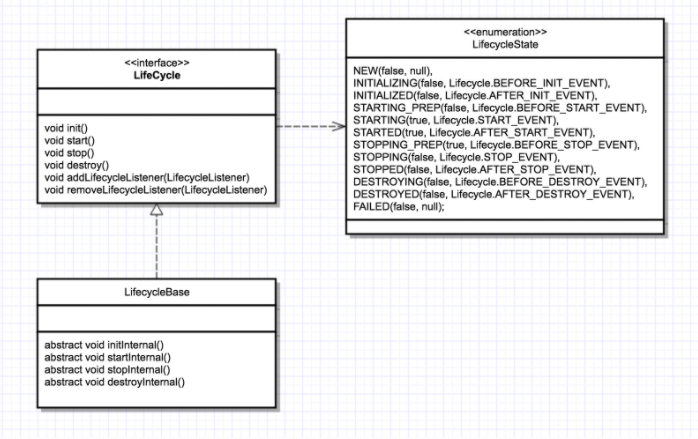 <<interface>>
LifeCycle
void init()
void start()
void stop()
void destroy()
void addLifecycleListener(LifecycleListener)
void removeLifecycleListener(LifecycleListener)
<<enumeration>>
LifecycleState
NEW(false, null),
INITIALIZING(false, Lifecycle.BEFORE_INIT_EVENT),
INITIALIZED(false, Lifecycle.AFTER_INIT_EVENT),
STARTING_PREP(false, Lifecycle.BEFORE_START_EVENT),
STARTING(true, Lifecycle.START_EVENT),
STARTED(true, Lifecycle.AFTER_START_EVENT),
STOPPING_PREP(true, Lifecycle.BEFORE_STOP_EVENT),
STOPPING(false, Lifecycle.STOP_EVENT),
STOPPED(false, Lifecycle.AFTER_STOP_EVENT),
DESTROYING(false, Lifecycle.BEFORE_DESTROY_EVENT),
DESTROYED(false, Lifecycle.AFTER_DESTROY_EVENT),
FAILED(false, null);
LifecycleBase
abstract void initInternal()
abstract void startInternal()
abstract void stopInternal()
abstract void destroyInternal()